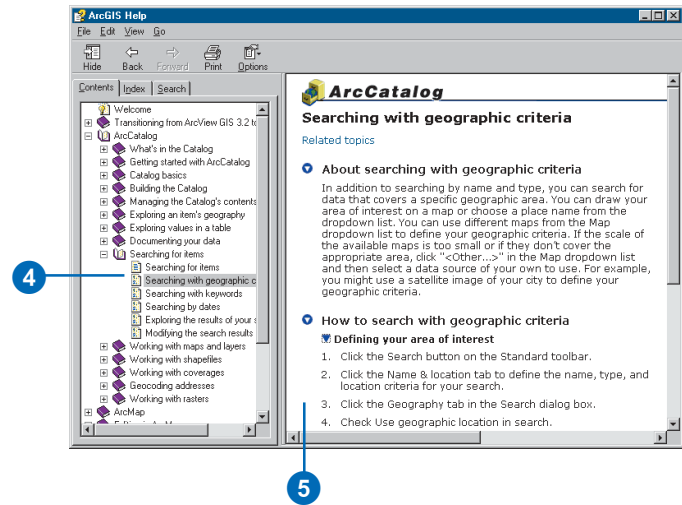 ArcGIS Help
File Edit View Go
Hide Back Forward Print Options
Contents Index Search
Welcome
Transitioning from ArcView GIS 3.2 to
ArcCatalog
What's in the Catalog
Getting started with ArcCatalog
Catalog basics
Building the Catalog
Managing the Catalog's contents
Exploring an item's geography
Exploring values in a table
Documenting your data
Searching for items
Searching for items
Searching with geographic c
Searching with keywords
Searching by dates
Exploring the results of your s
Modifying the search results
Working with maps and layers
Working with shapefiles
Working with coverages
Geocoding addresses
Working with rasters
ArcMap
4
ArcCatalog
Searching with geographic criteria
Related topics
About searching with geographic criteria
In addition to searching by name and type, you can search for
data that covers a specific geographic area. You can draw your
area of interest on a map or choose a place name from the
dropdown list. You can use different maps from the Map
dropdown list to define your geographic criteria. If the scale of
the available maps is too small or if they don't cover the
appropriate area, click "<Other...>" in the Map dropdown list
and then select a data source of your own to use. For example,
you might use a satellite image of your city to define your
geographic criteria.
How to search with geographic criteria
Defining your area of interest
1. Click the Search button on the Standard toolbar.
2. Click the Name & location tab to define the name, type, and
location criteria for your search.
3. Click the Geography tab in the Search dialog box.
4. Check Use geographic location in search.
5